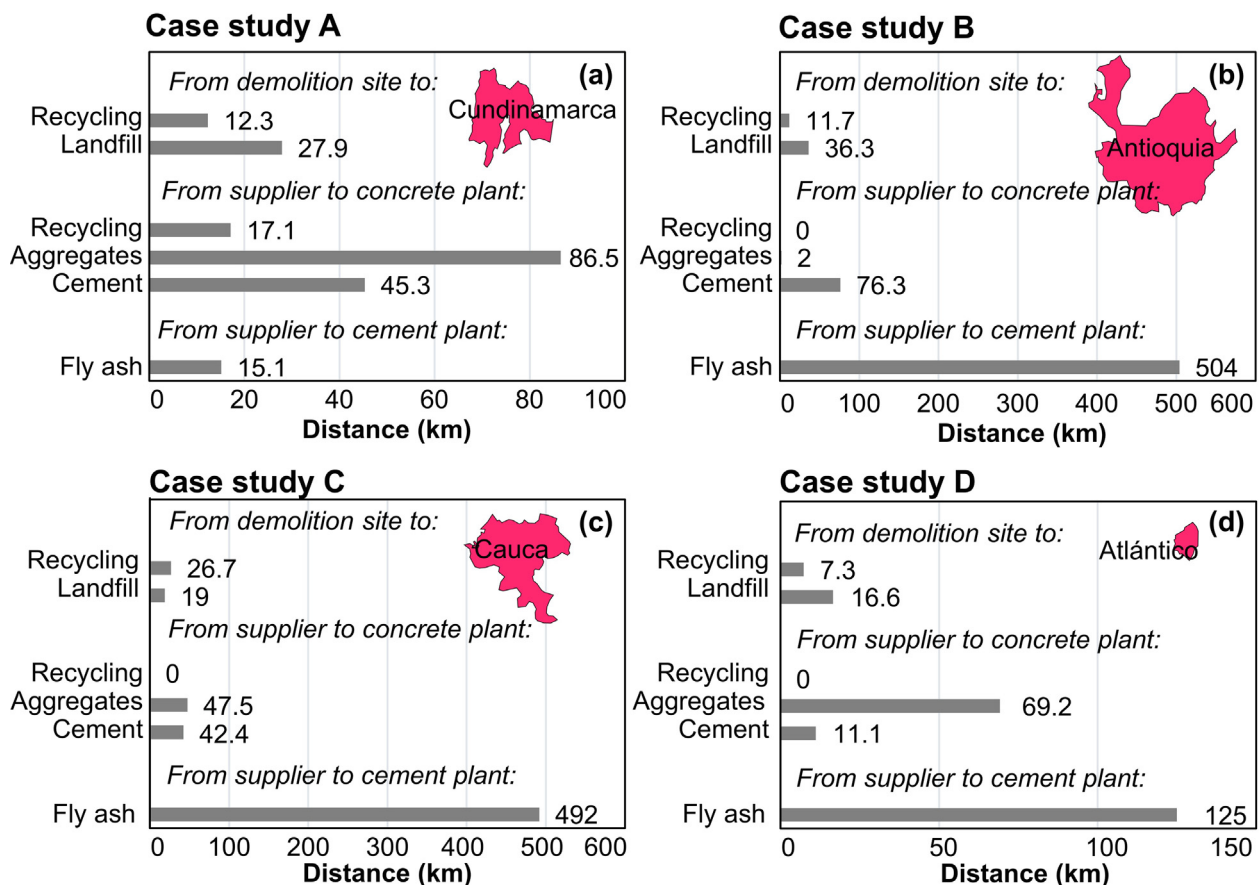 Case study A
(a)
From demolition site to:
Cundinamarca
Recycling 12.3
Landfill 27.9
From supplier to concrete plant:
Recycling 17.1
Aggregates 86.5
Cement 45.3
From supplier to cement plant:
Fly ash 15.1
0 20 40 60 80 100
Distance (km)
Case study B
(b)
From demolition site to:
Recycling 11.7
Landfill 36.3
Antioquia
From supplier to concrete plant:
Recycling 0
Aggregates 2
Cement 76.3
From supplier to cement plant:
Fly ash 504
0 100 200 300 400 500 600
Distance (km)
Case study C
(c)
From demolition site to:
Cauca
Recycling 26.7
Landfill 19
From supplier to concrete plant:
Recycling 0
Aggregates 47.5
Cement 42.4
From supplier to cement plant:
Fly ash 492
0 100 200 300 400 500 600
Distance (km)
Case study D
(d)
From demolition site to:
Atlántico
Recycling 7.3
Landfill 16.6
From supplier to concrete plant:
Recycling 0
Aggregates 69.2
Cement 11.1
From supplier to cement plant:
Fly ash 125
0 50 100 150
Distance (km)